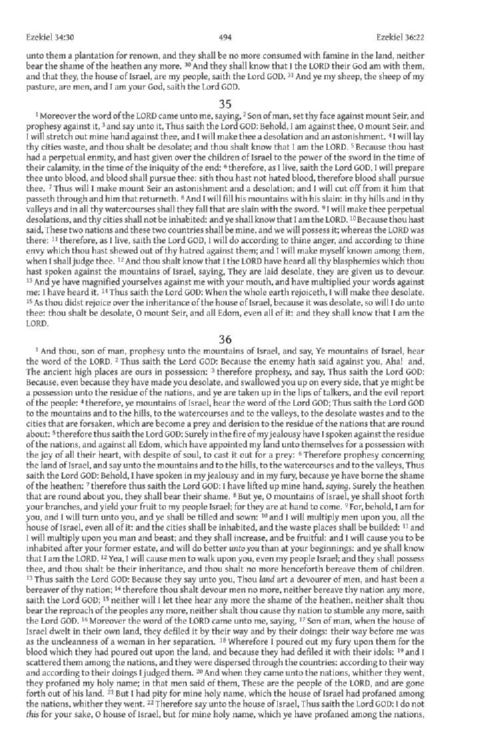 Ezekiel 34:30 494 Ezekiel 36:22
unto them a plantation for renown, and they shall be no more consumed with famine in the land, neither
bear the shame of the heathen any more. 30 And they shall know that I the LORD their God am with them,
and that they, the house of Israel, are my people, saith the Lord GOD. 31 And ye my sheep, the sheep of my
pasture, are men, and I am your God, saith the Lord GOD.
35
1 Moreover the word of the LORD came unto me, saying, 2 Son of man, set thy face against mount Seir, and
prophesy against it, 3 and say unto it, Thus saith the Lord GOD: Behold, I am against thee, O mount Seir, and
I will stretch out mine hand against thee, and I will make thee a desolation and an astonishment. 4 I will lay
thy cities waste, and thou shalt be desolate; and thou shalt know that I am the LORD. 5 Because thou hast
had a perpetual enmity, and hast given over the children of Israel to the power of the sword in the time of
their calamity, in the time of the iniquity of the end: 6 therefore, as I live, saith the Lord GOD, I will prepare
thee unto blood, and blood shall pursue thee: sith thou hast not hated blood, therefore blood shall pursue
thee. 7 Thus will I make mount Seir an astonishment and a desolation; and I will cut off from it him that
passeth through and him that returneth. 8 And I will fill his mountains with his slain: in thy hills and in thy
valleys and in all thy watercourses shall they fall that are slain with the sword. 9 I will make thee perpetual
desolations, and thy cities shall not be inhabited: and ye shall know that I am the LORD. 10 Because thou hast
said, These two nations and these two countries shall be mine, and we will possess it; whereas the LORD was
there: 11 therefore, as I live, saith the Lord GOD, I will do according to thine anger, and according to thine
envy which thou hast shewed out of thy hatred against them; and I will make myself known among them,
when I shall judge thee. 12 And thou shalt know that I the LORD have heard all thy blasphemies which thou
hast spoken against the mountains of Israel, saying, They are laid desolate, they are given us to devour.
13 And ye have magnified yourselves against me with your mouth, and have multiplied your words against
me: I have heard it. 14 Thus saith the Lord GOD: When the whole earth rejoiceth, I will make thee desolate.
15 As thou didst rejoice over the inheritance of the house of Israel, because it was desolate, so will I do unto
thee: thou shalt be desolate, O mount Seir, and all Edom, even all of it: and they shall know that I am the
LORD.
36
1 And thou, son of man, prophesy unto the mountains of Israel, and say, Ye mountains of Israel, hear
the word of the LORD. 2 Thus saith the Lord GOD: Because the enemy hath said against you, Aha! and,
The ancient high places are ours in possession: 3 therefore prophesy, and say, Thus saith the Lord GOD:
Because, even because they have made you desolate, and swallowed you up on every side, that ye might be
a possession unto the residue of the nations, and ye are taken up in the lips of talkers, and the evil report
of the people: 4 therefore, ye mountains of Israel, hear the word of the Lord GOD; Thus saith the Lord GOD
to the mountains and to the hills, to the watercourses and to the valleys, to the desolate wastes and to the
cities that are forsaken, which are become a prey and derision to the residue of the nations that are round
about: 5 therefore thus saith the Lord GOD: Surely in the fire of my jealousy have I spoken against the residue
of the nations, and against all Edom, which have appointed my land unto themselves for a possession with
the joy of all their heart, with despite of soul, to cast it out for a prey: 6 Therefore prophesy concerning
the land of Israel, and say unto the mountains and to the hills, to the watercourses and to the valleys, Thus
saith the Lord GOD: Behold, I have spoken in my jealousy and in my fury, because ye have borne the shame
of the heathen: 7 therefore thus saith the Lord GOD: I have lifted up mine hand, saying, Surely the heathen
that are round about you, they shall bear their shame. 8 But ye, O mountains of Israel, ye shall shoot forth
your branches, and yield your fruit to my people Israel; for they are at hand to come. 9 For, behold, I am for
you, and I will turn unto you, and ye shall be tilled and sown: 10 and I will multiply men upon you, all the
house of Israel, even all of it: and the cities shall be inhabited, and the waste places shall be builded: 11 and
I will multiply upon you man and beast; and they shall increase, and be fruitful: and I will cause you to be
inhabited after your former estate, and will do better unto you than at your beginnings: and ye shall know
that I am the LORD. 12 Yea, I will cause men to walk upon you, even my people Israel; and they shall possess
thee, and thou shalt be their inheritance, and thou shalt no more henceforth bereave them of children.
13 Thus saith the Lord GOD: Because they say unto you, Thou land art a devourer of men, and hast been a
bereaver of thy nation; 14 therefore thou shalt devour men no more, neither bereave thy nation any more,
saith the Lord GOD; 15 neither will I let thee hear any more the shame of the heathen, neither shalt thou
bear the reproach of the peoples any more, neither shalt thou cause thy nation to stumble any more, saith
the Lord GOD. 16 Moreover the word of the LORD came unto me, saying, 17 Son of man, when the house of
Israel dwelt in their own land, they defiled it by their way and by their doings: their way before me was
as the uncleanness of a woman in her separation. 18 Wherefore I poured out my fury upon them for the
blood which they had poured out upon the land, and because they had defiled it with their idols: 19 and I
scattered them among the nations, and they were dispersed through the countries: according to their way
and according to their doings I judged them. 20 And when they came unto the nations, whither they went,
they profaned my holy name; in that men said of them, These are the people of the LORD, and are gone
forth out of his land. 21 But I had pity for mine holy name, which the house of Israel had profaned among
the nations, whither they went. 22 Therefore say unto the house of Israel, Thus saith the Lord GOD: I do not
this for your sake, O house of Israel, but for mine holy name, which ye have profaned among the nations,